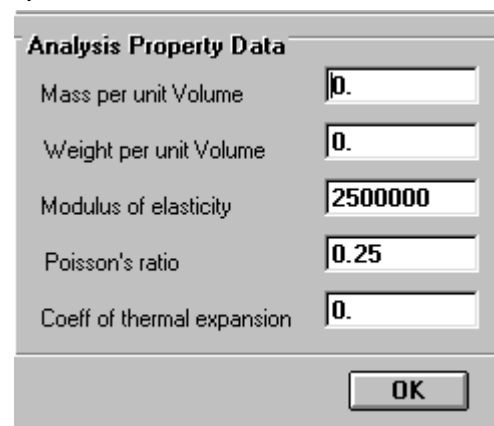 Analysis Property Data
Mass per unit Volume 0.
Weight per unit Volume 0.
Modulus of elasticity 2500000
Poisson's ratio 0.25
Coeff of thermal expansion 0.
OK